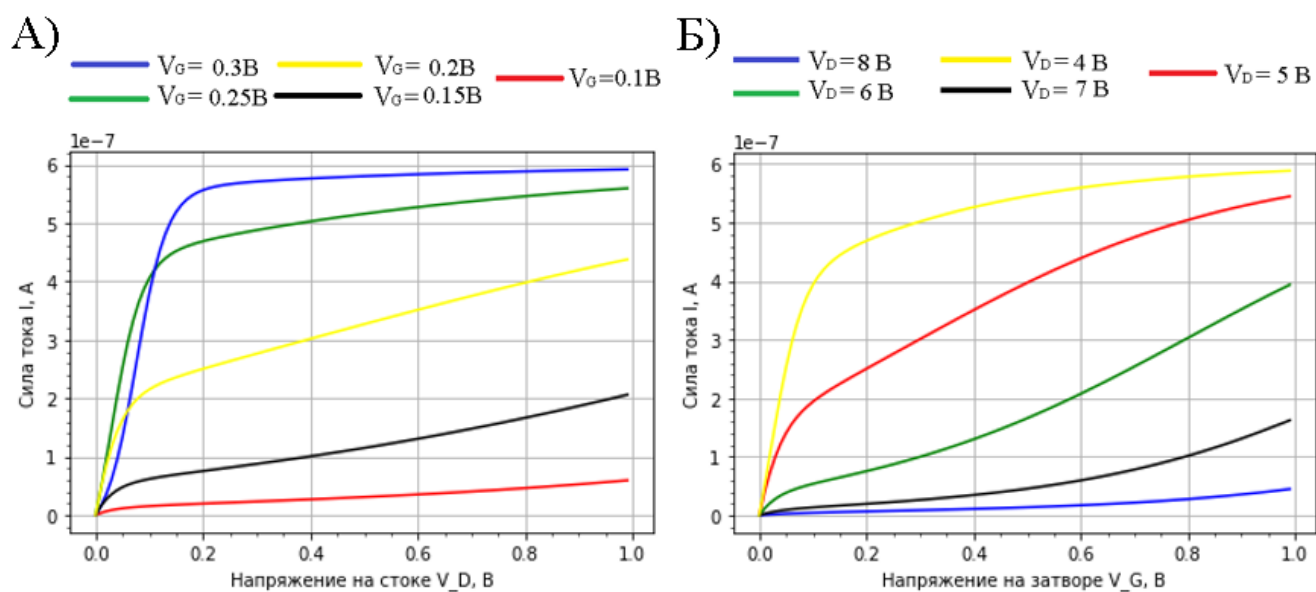 А)
V_G = 0.3В
V_G = 0.2В
V_G =0.1В
V_G = 0.25В
V_G = 0.15В
1e−7
6
5
4
3
2
1
0
0.0 0.2 0.4 0.6 0.8 1.0
Сила тока I, А
Напряжение на стоке V_D, В
Б)
V_D = 8 В
V_D = 4 В
V_D = 5 В
V_D = 6 В
V_D = 7 В
1e−7
6
5
4
3
2
1
0
0.0 0.2 0.4 0.6 0.8 1.0
Сила тока I, А
Напряжение на затворе V_G, В